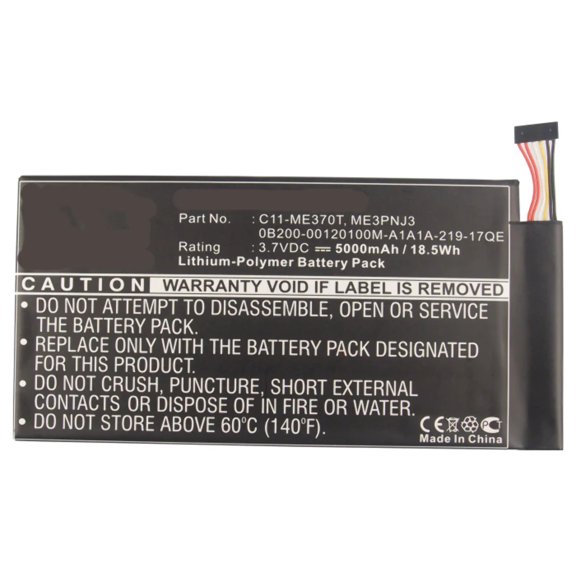 Part No. : C11-ME370T, ME3PNJ3
0B200-00120100M-A1A1A-219-17QE
Rating : 3.7VDC ⎓ 5000mAh / 18.5Wh
Lithium-Polymer Battery Pack
CAUTION WARRANTY VOID IF LABEL IS REMOVED
• DO NOT ATTEMPT TO DISASSEMBLE, OPEN OR SERVICE
THE BATTERY PACK.
• REPLACE ONLY WITH THE BATTERY PACK DESIGNATED
FOR THIS EQUIPMENT.
• DO NOT CRUSH, PUNCTURE, SHORT EXTERNAL
CONTACTS OR DISPOSE OF IN FIRE OR WATER.
• DO NOT STORE ABOVE 60℃ (140℉).
CE
Made In China